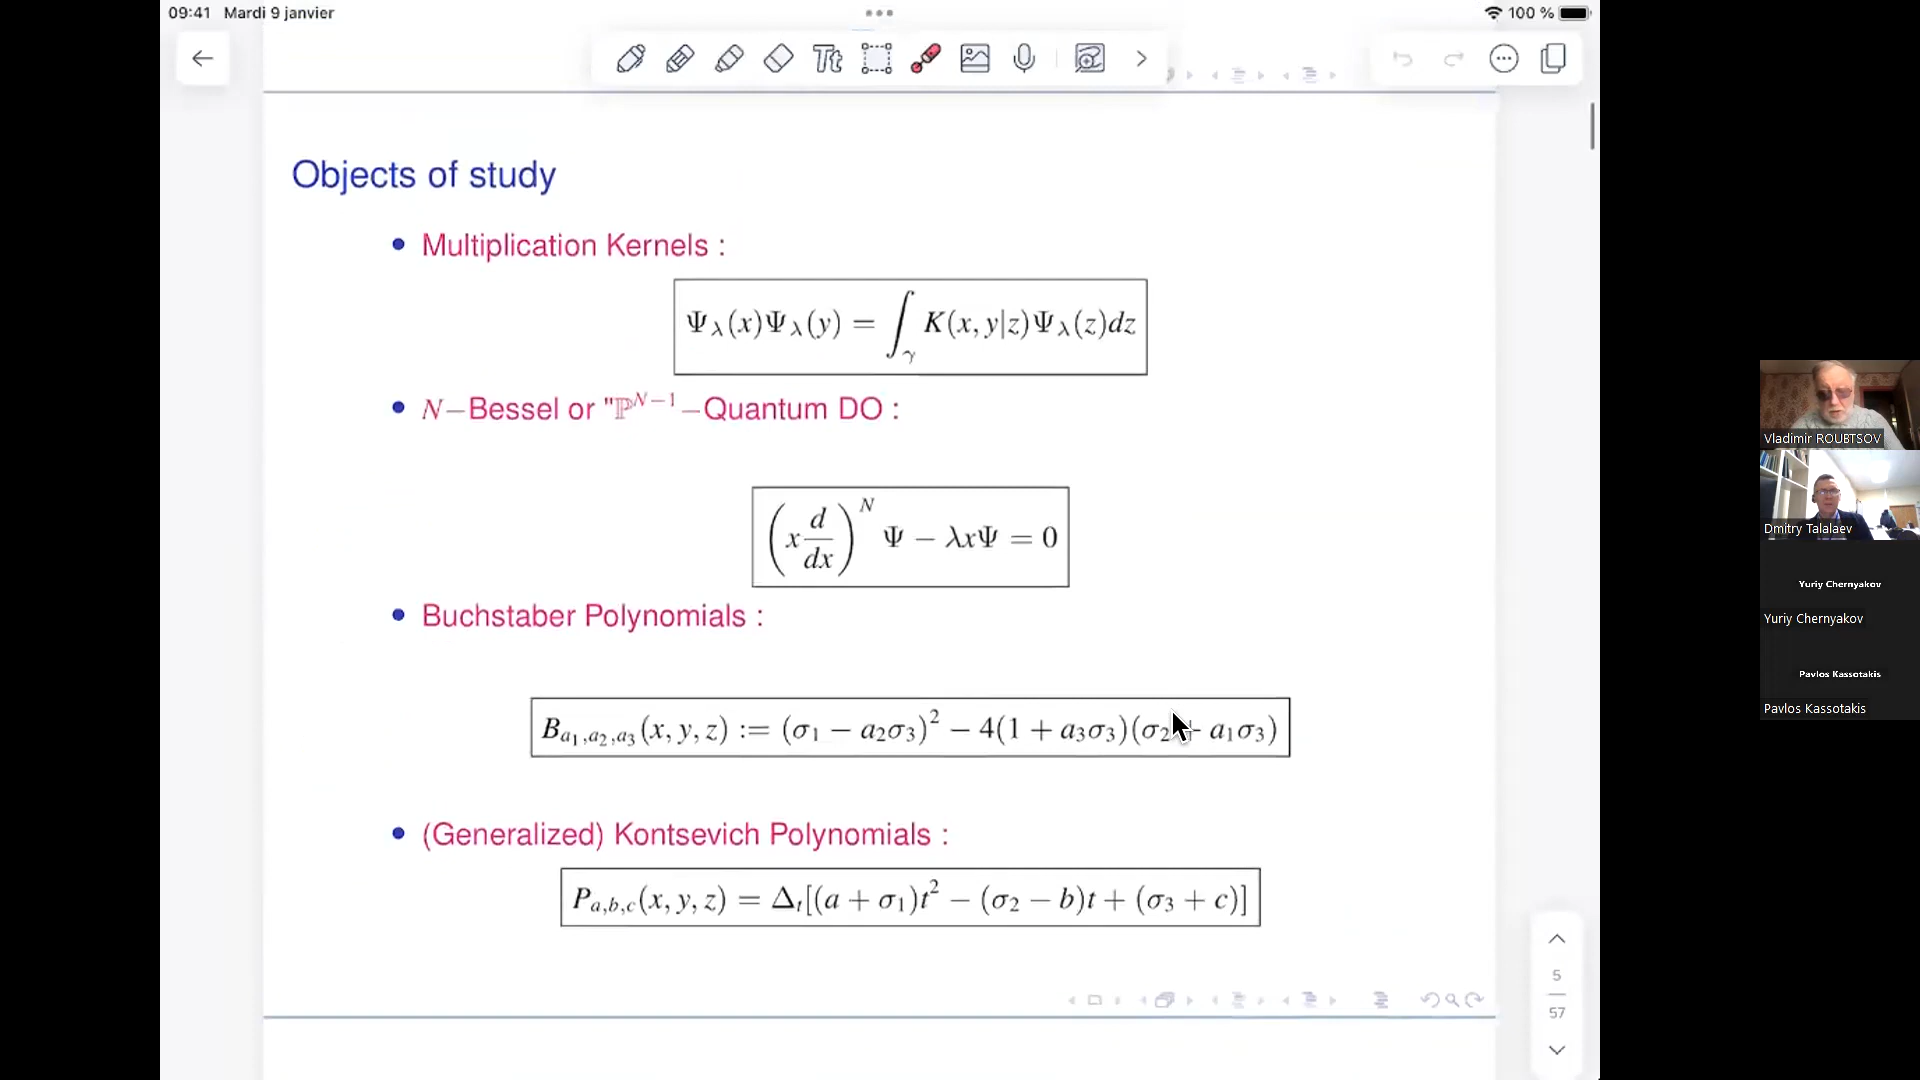 09:41 Mardi 9 janvier
100 %
Tt
Objects of study
Multiplication Kernels :
Ψ_λ(x)Ψ_λ(y) = ∫_γ K(x, y|z)Ψ_λ(z)dz
N−Bessel or "ℙ^{N−1}−Quantum DO :
(x d/dx)^N Ψ − λxΨ = 0
Buchstaber Polynomials :
B_{a₁,a₂,a₃}(x, y, z) := (σ₁ − a₂σ₃)² − 4(1 + a₃σ₃)(σ₂ + a₁σ₃)
(Generalized) Kontsevich Polynomials :
P_{a,b,c}(x, y, z) = Δ_t[(a + σ₁)t² − (σ₂ − b)t + (σ₃ + c)]
5
57
Vladimir ROUBTSOV
Dmitry Talalaev
Yuriy Chernyakov
Yuriy Chernyakov
Pavlos Kassotakis
Pavlos Kassotakis